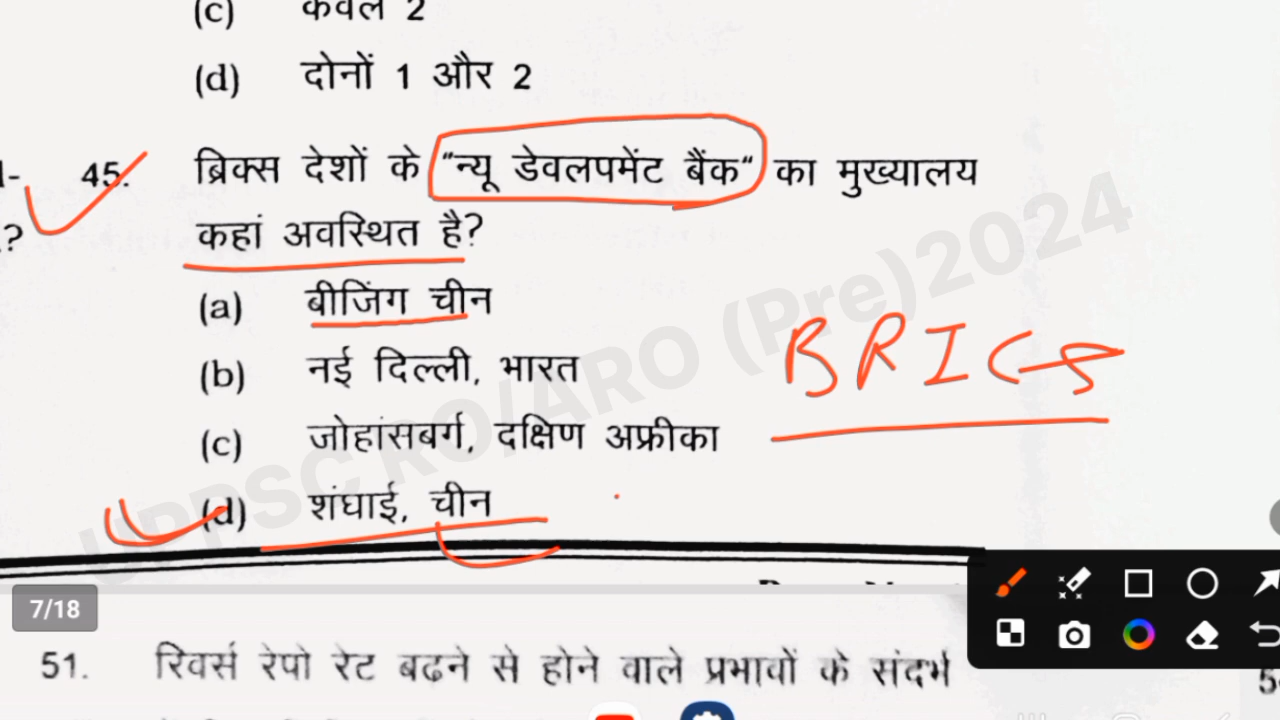 (c) केवल 2
(d) दोनों 1 और 2
45. ब्रिक्स देशों के "न्यू डेवलपमेंट बैंक" का मुख्यालय
कहां अवस्थित है?
(a) बीजिंग चीन
(b) नई दिल्ली, भारत
(c) जोहांसबर्ग, दक्षिण अफ्रीका
(d) शंघाई, चीन
BRICS
UPPSC RO/ARO (Pre)2024
7/18
51. रिवर्स रेपो रेट बढने से होने वाले प्रभावों के संदर्भ